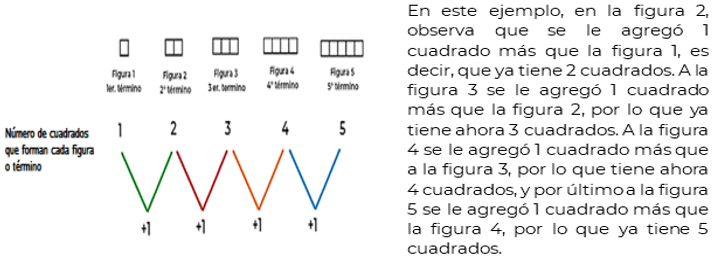 Figura 1 Figura 2 Figura 3 Figura 4 Figura 5
1er. término 2° término 3er. termino 4° término 5° término
Número de cuadrados
que forman cada figura
o término
1 2 3 4 5
+1 +1 +1 +1
En este ejemplo, en la figura 2,
observa que se le agregó 1
cuadrado más que la figura 1, es
decir, que ya tiene 2 cuadrados. A la
figura 3 se le agregó 1 cuadrado
más que la figura 2, por lo que ya
tiene ahora 3 cuadrados. A la figura
4 se le agregó 1 cuadrado más que
a la figura 3, por lo que tiene ahora
4 cuadrados, y por último a la figura
5 se le agregó 1 cuadrado más que
la figura 4, por lo que ya tiene 5
cuadrados.